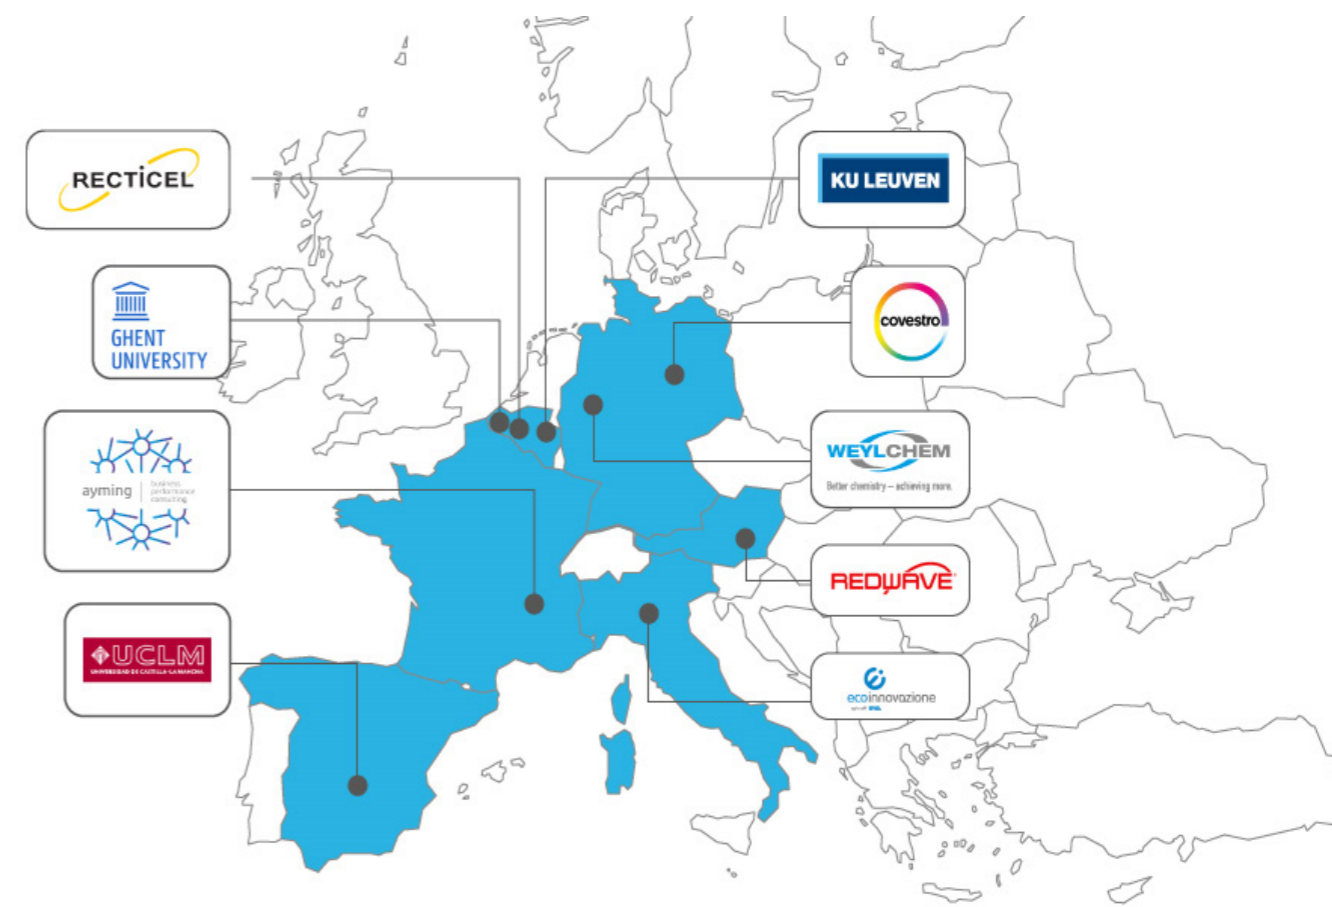 RECTICEL
KU LEUVEN
GHENT
UNIVERSITY
covestro
ayming
business
performance
consulting
WEYLCHEM
Better chemistry – achieving more.
REDWAVE
UCLM
UNIVERSIDAD DE CASTILLA-LA MANCHA
ecoinnovazione